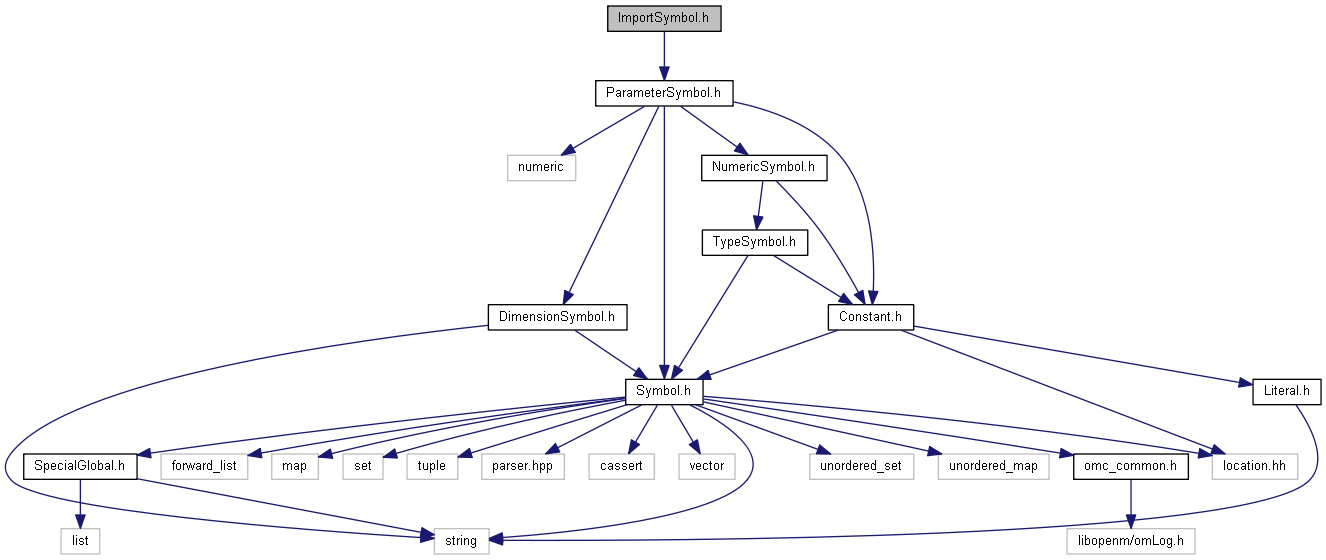 ImportSymbol.h
ParameterSymbol.h
numeric
NumericSymbol.h
TypeSymbol.h
DimensionSymbol.h
Constant.h
Symbol.h
Literal.h
SpecialGlobal.h
forward_list
map
set
tuple
parser.hpp
cassert
vector
unordered_set
unordered_map
omc_common.h
location.hh
list
string
libopenm/omLog.h